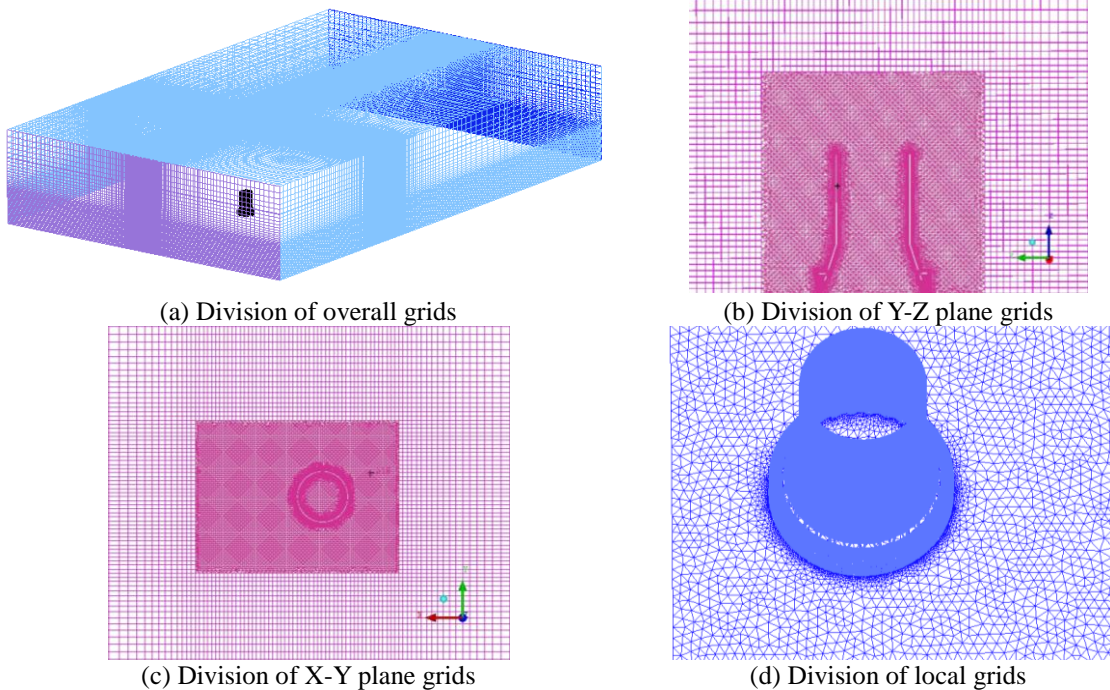 (a) Division of overall grids
(b) Division of Y-Z plane grids
(c) Division of X-Y plane grids
(d) Division of local grids